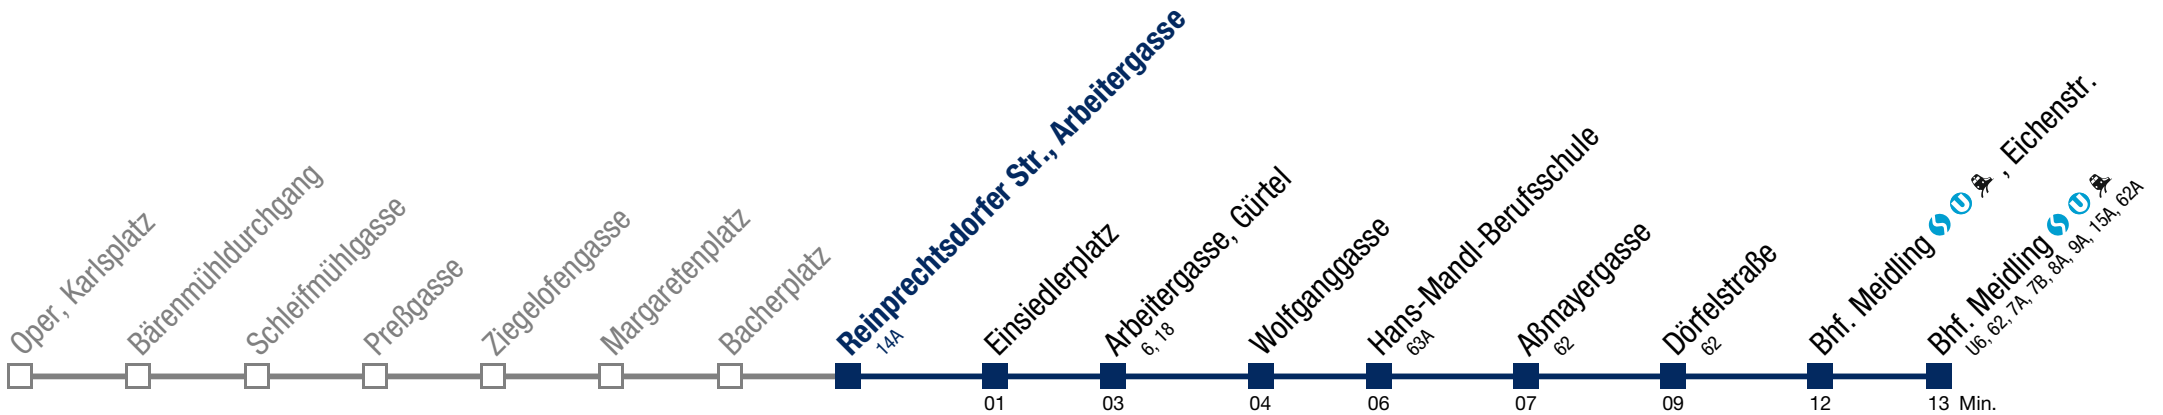 Oper, Karlsplatz
Bärenmühldurchgang
Schleifmühlgasse
Preßgasse
Ziegelofengasse
Margaretenplatz
Bacherplatz
Reinprechtsdorfer Str., Arbeitergasse
14A
Einsiedlerplatz
Arbeitergasse, Gürtel
6, 18
Wolfganggasse
Hans-Mandl-Berufsschule
63A
Aßmayergasse
62
Dörfelstraße
62
Bhf. Meidling S U , Eichenstr.
Bhf. Meidling S U
U6, 62, 7A, 7B, 8A, 9A, 15A, 62A
01 03 04 06 07 09 12 13 Min.